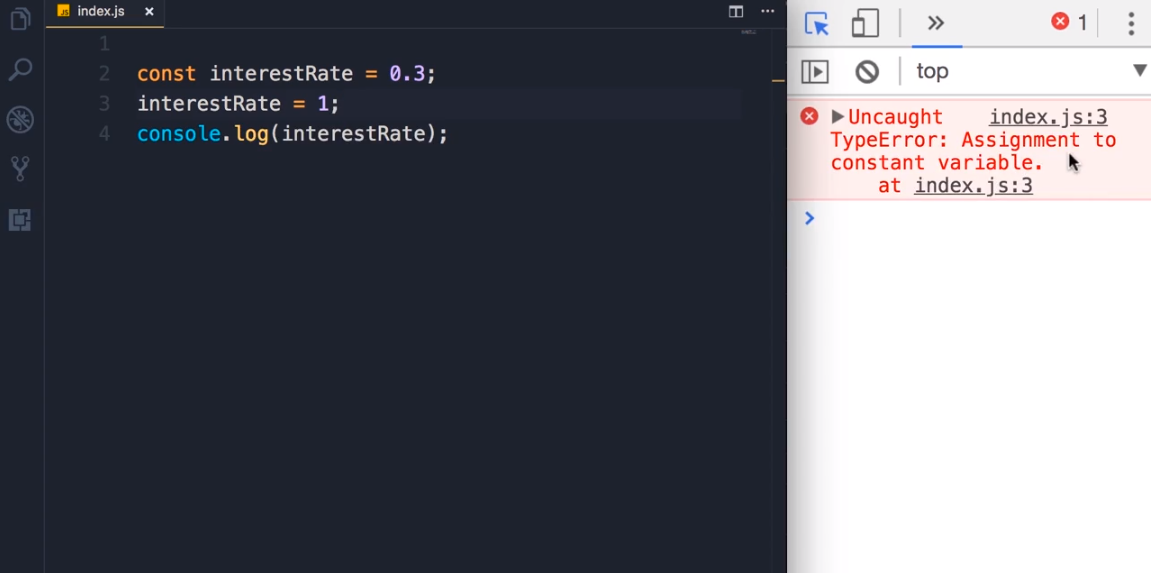 index.js
1
2 const interestRate = 0.3;
3 interestRate = 1;
4 console.log(interestRate);
1
top
Uncaught index.js:3
TypeError: Assignment to
constant variable.
at index.js:3